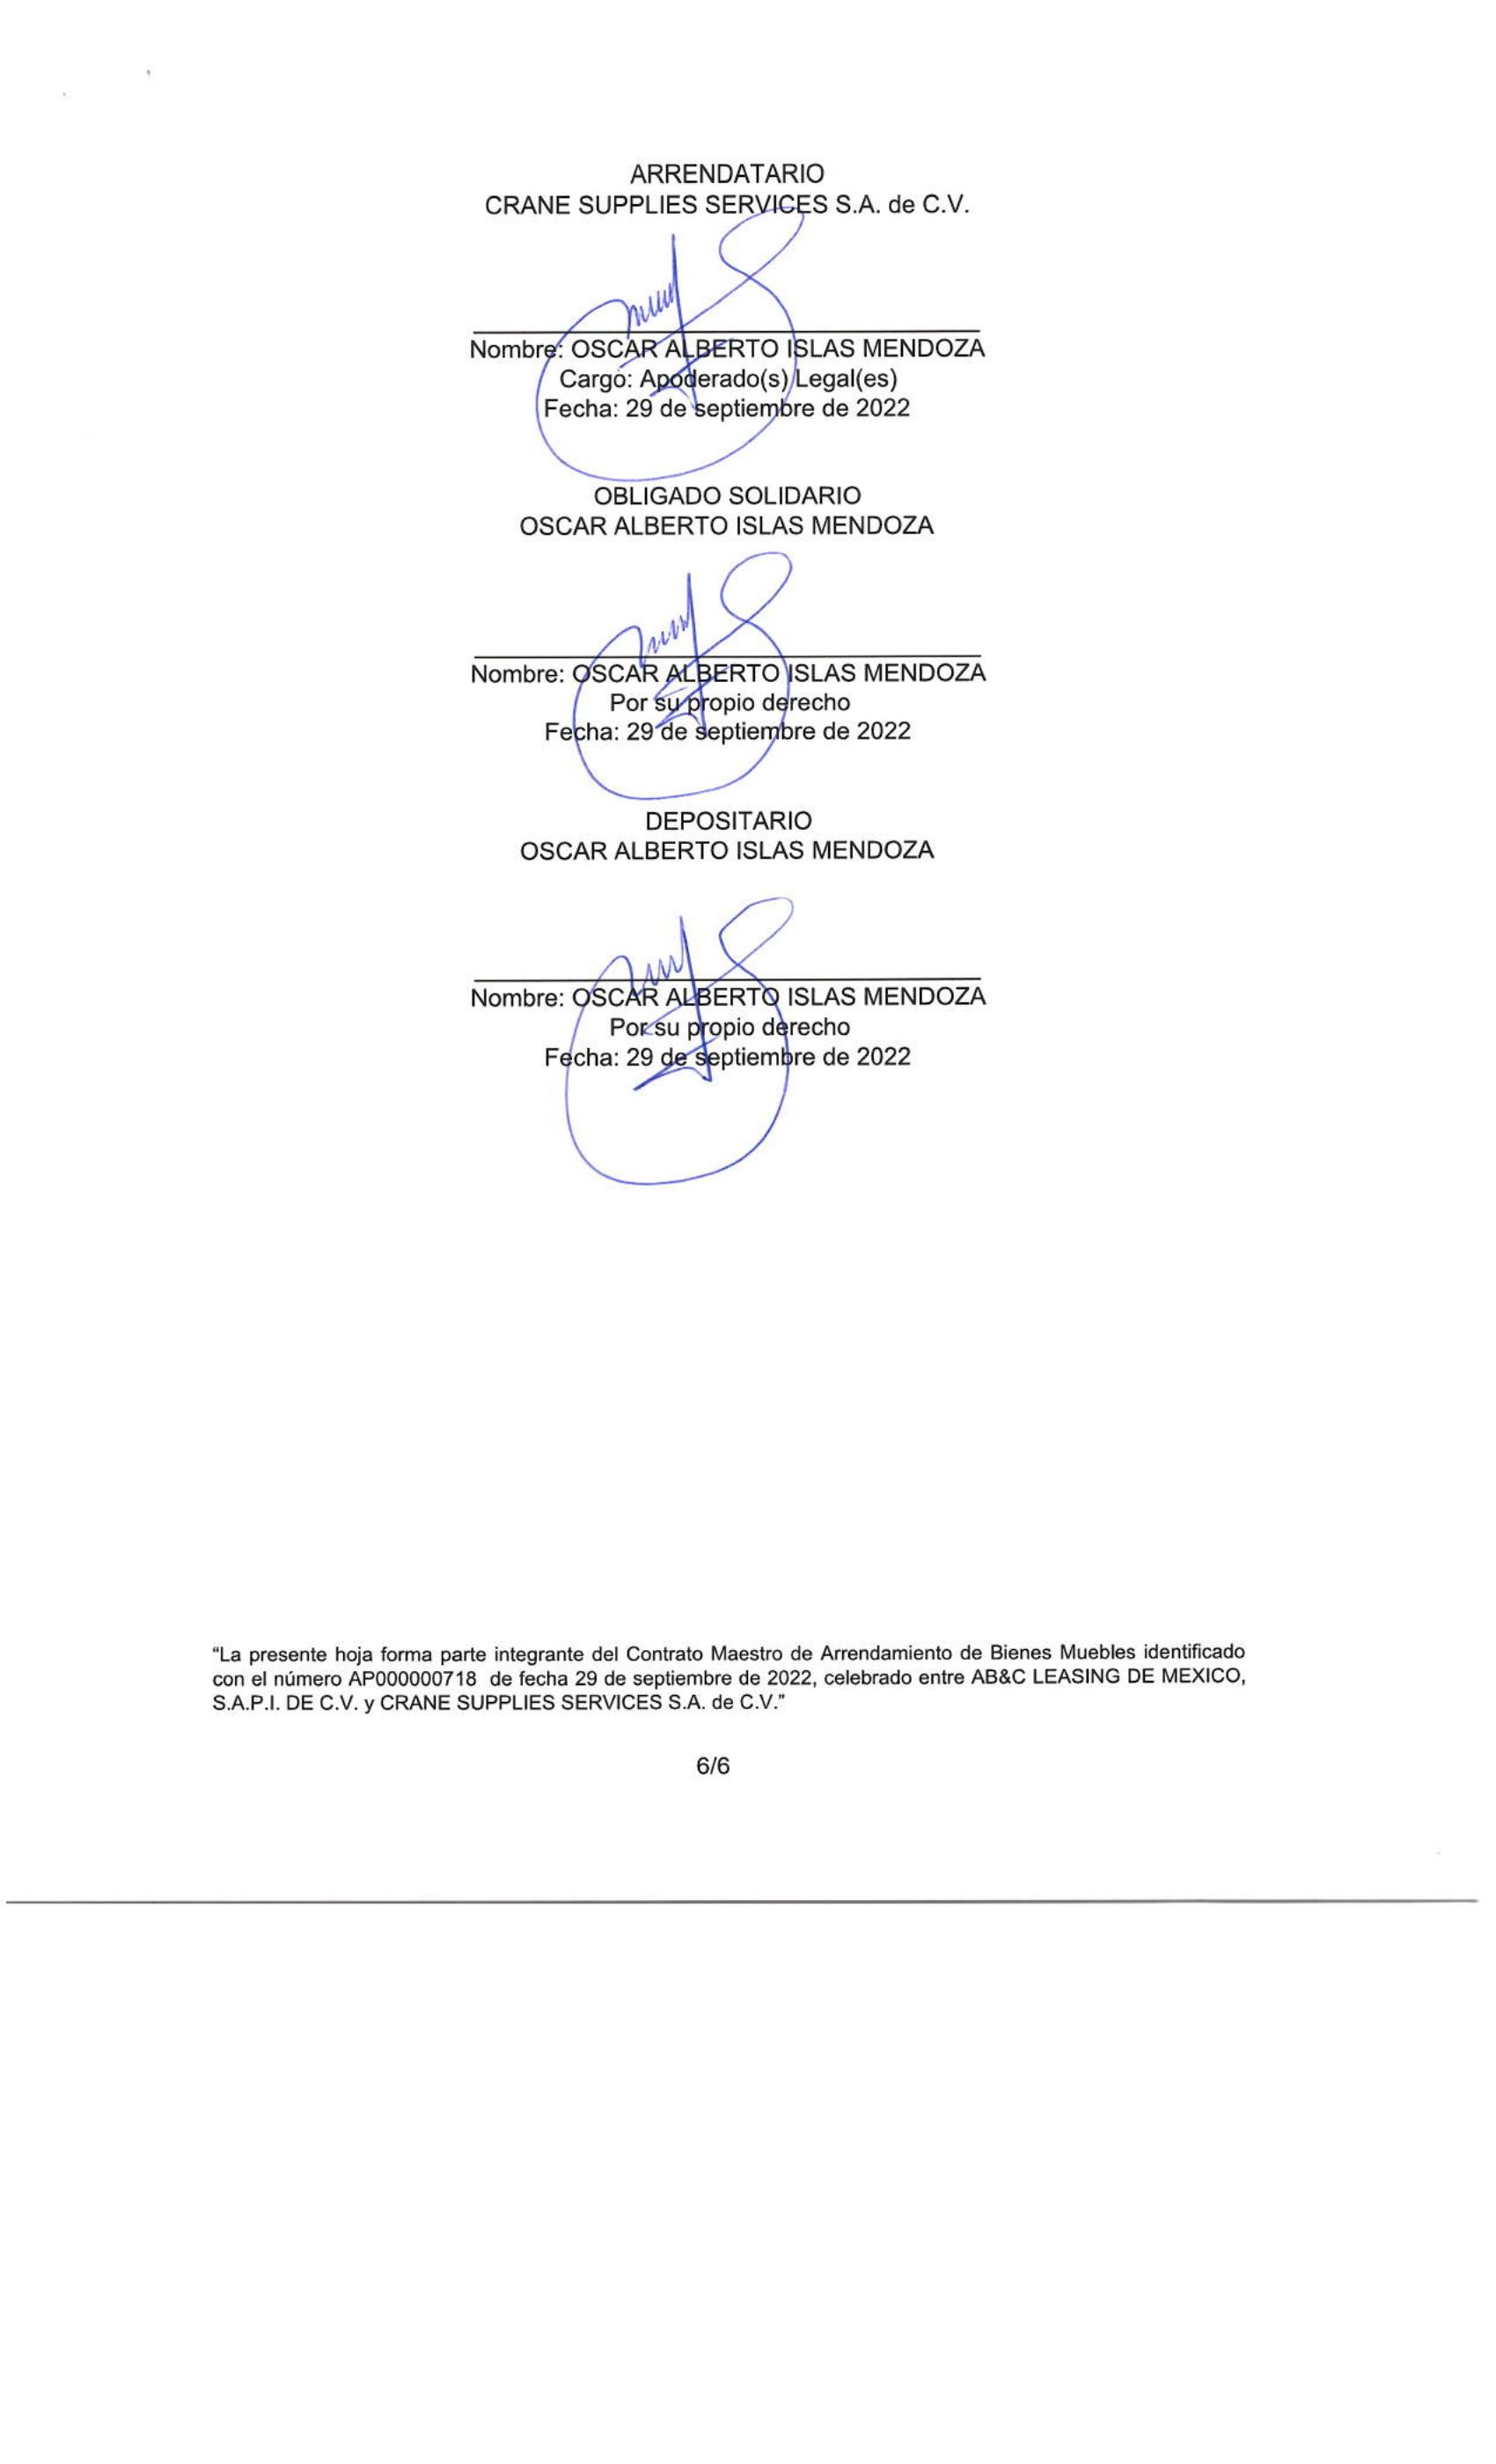 ARRENDATARIO
CRANE SUPPLIES SERVICES S.A. de C.V.
Nombre: OSCAR ALBERTO ISLAS MENDOZA
Cargo: Apoderado(s) Legal(es)
Fecha: 29 de septiembre de 2022
OBLIGADO SOLIDARIO
OSCAR ALBERTO ISLAS MENDOZA
Nombre: OSCAR ALBERTO ISLAS MENDOZA
Por su propio derecho
Fecha: 29 de septiembre de 2022
DEPOSITARIO
OSCAR ALBERTO ISLAS MENDOZA
Nombre: OSCAR ALBERTO ISLAS MENDOZA
Por su propio derecho
Fecha: 29 de septiembre de 2022
“La presente hoja forma parte integrante del Contrato Maestro de Arrendamiento de Bienes Muebles identificado
con el número AP000000718 de fecha 29 de septiembre de 2022, celebrado entre AB&C LEASING DE MEXICO,
S.A.P.I. DE C.V. y CRANE SUPPLIES SERVICES S.A. de C.V.”
6/6